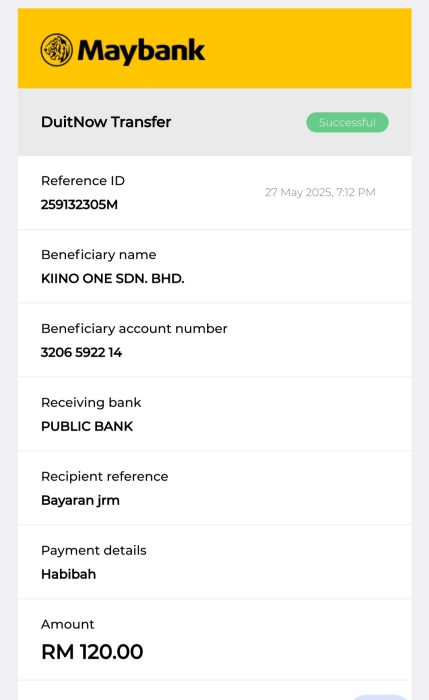 Maybank
DuitNow Transfer
Successful
Reference ID
27 May 2025, 7:12 PM
259132305M
Beneficiary name
KIINO ONE SDN. BHD.
Beneficiary account number
3206 5922 14
Receiving bank
PUBLIC BANK
Recipient reference
Bayaran jrm
Payment details
Habibah
Amount
RM 120.00